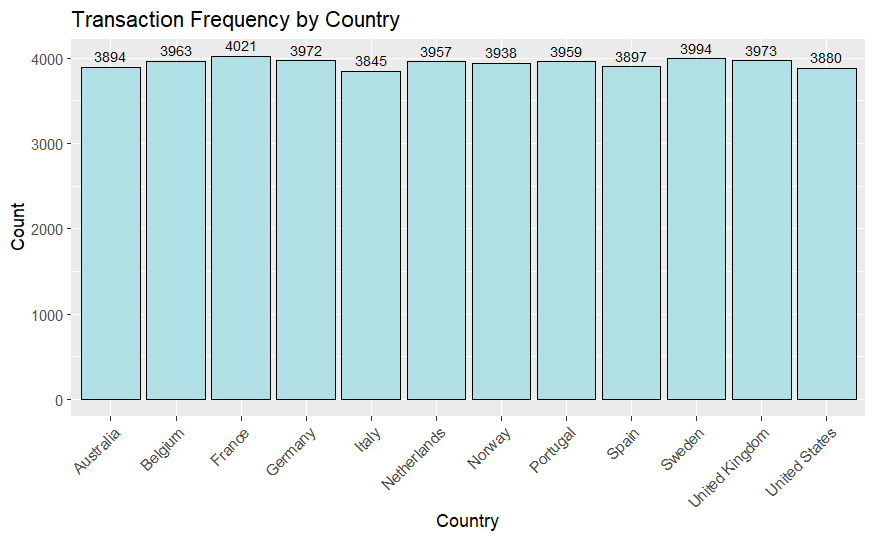 Transaction Frequency by Country
Count
4000
3000
2000
1000
0
3894
3963
4021
3972
3845
3957
3938
3959
3897
3994
3973
3880
Australia
Belgium
France
Germany
Italy
Netherlands
Norway
Portugal
Spain
Sweden
United Kingdom
United States
Country